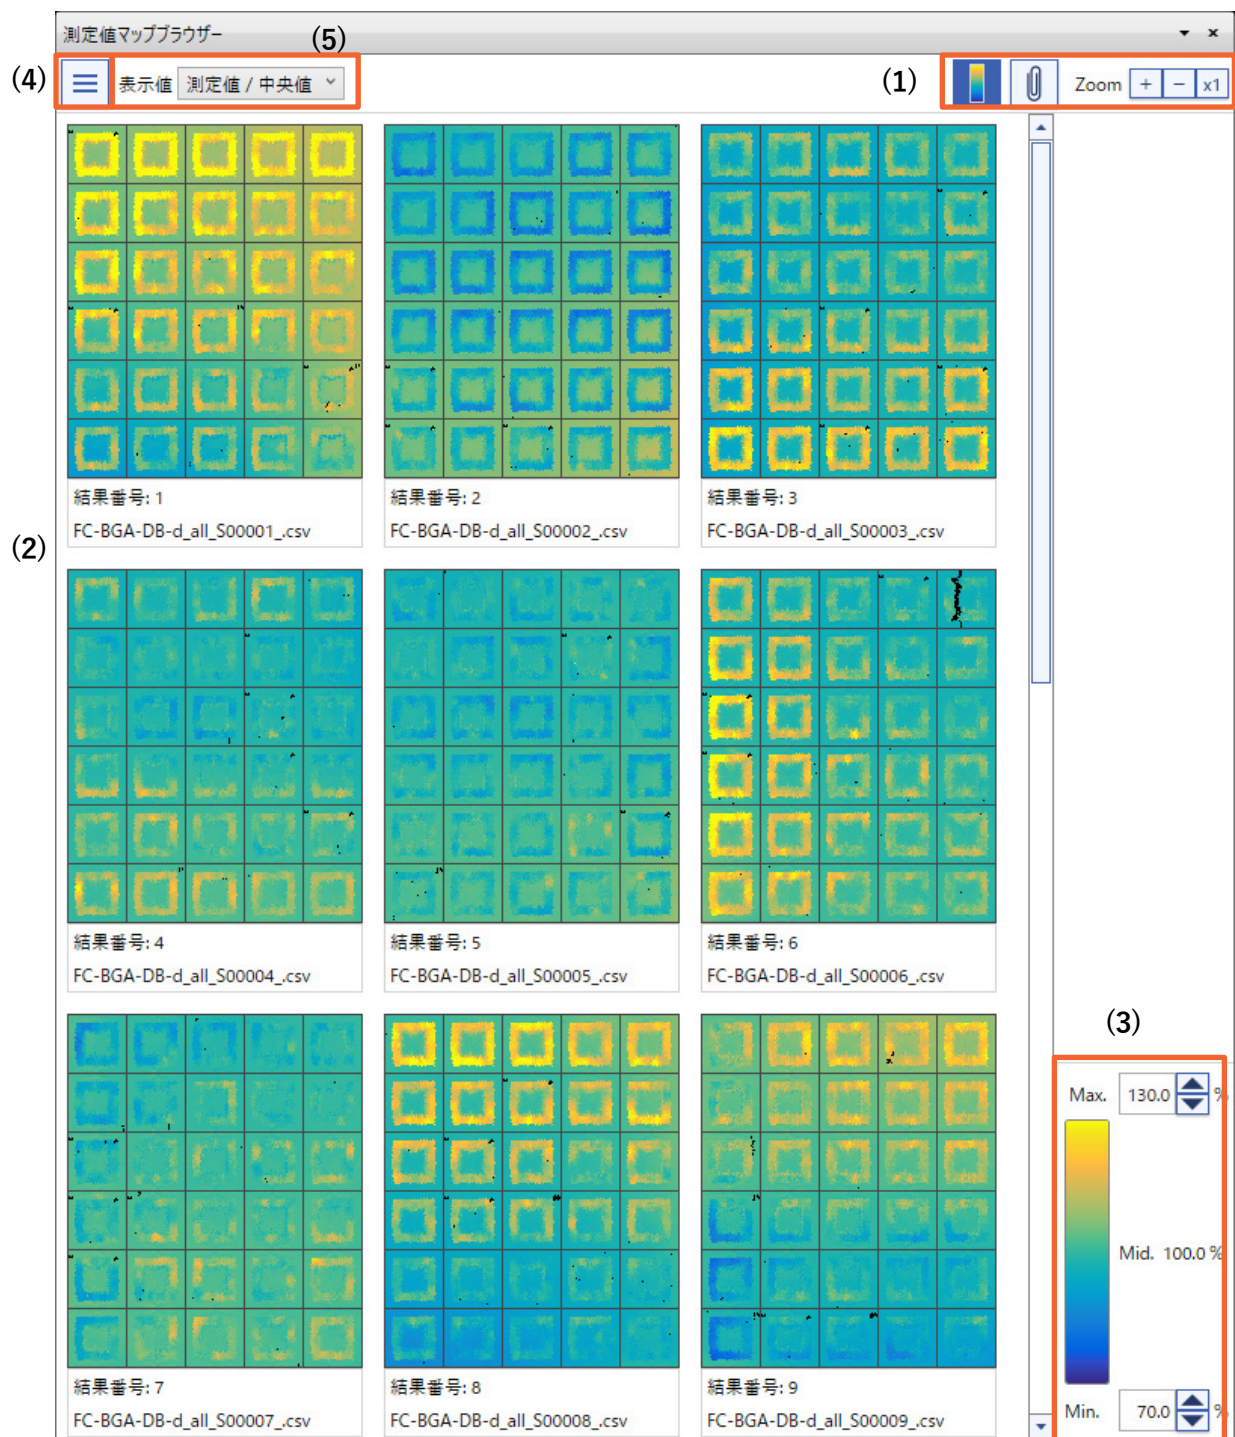 測定値マップブラウザー
(5)
(4)
表示値 測定値 / 中央値
(1)
Zoom + − x1
結果番号: 1
FC-BGA-DB-d_all_S00001_.csv
結果番号: 2
FC-BGA-DB-d_all_S00002_.csv
結果番号: 3
FC-BGA-DB-d_all_S00003_.csv
(2)
結果番号: 4
FC-BGA-DB-d_all_S00004_.csv
結果番号: 5
FC-BGA-DB-d_all_S00005_.csv
結果番号: 6
FC-BGA-DB-d_all_S00006_.csv
(3)
Max. 130.0 %
Mid. 100.0 %
Min. 70.0 %
結果番号: 7
FC-BGA-DB-d_all_S00007_.csv
結果番号: 8
FC-BGA-DB-d_all_S00008_.csv
結果番号: 9
FC-BGA-DB-d_all_S00009_.csv